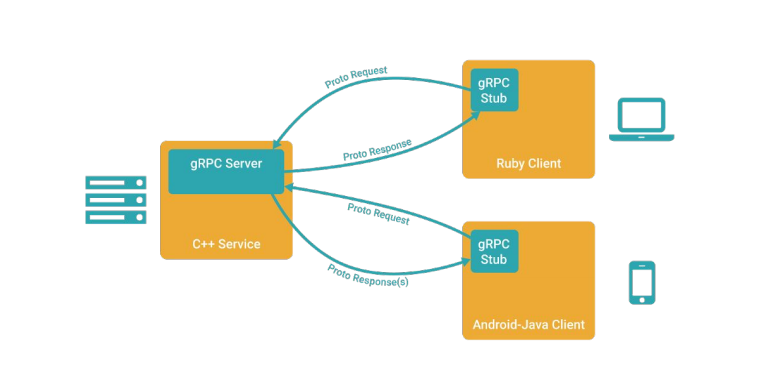 Proto Request
gRPC
Stub
Ruby Client
Proto Response
gRPC Server
C++ Service
Proto Request
gRPC
Stub
Android-Java Client
Proto Response(s)